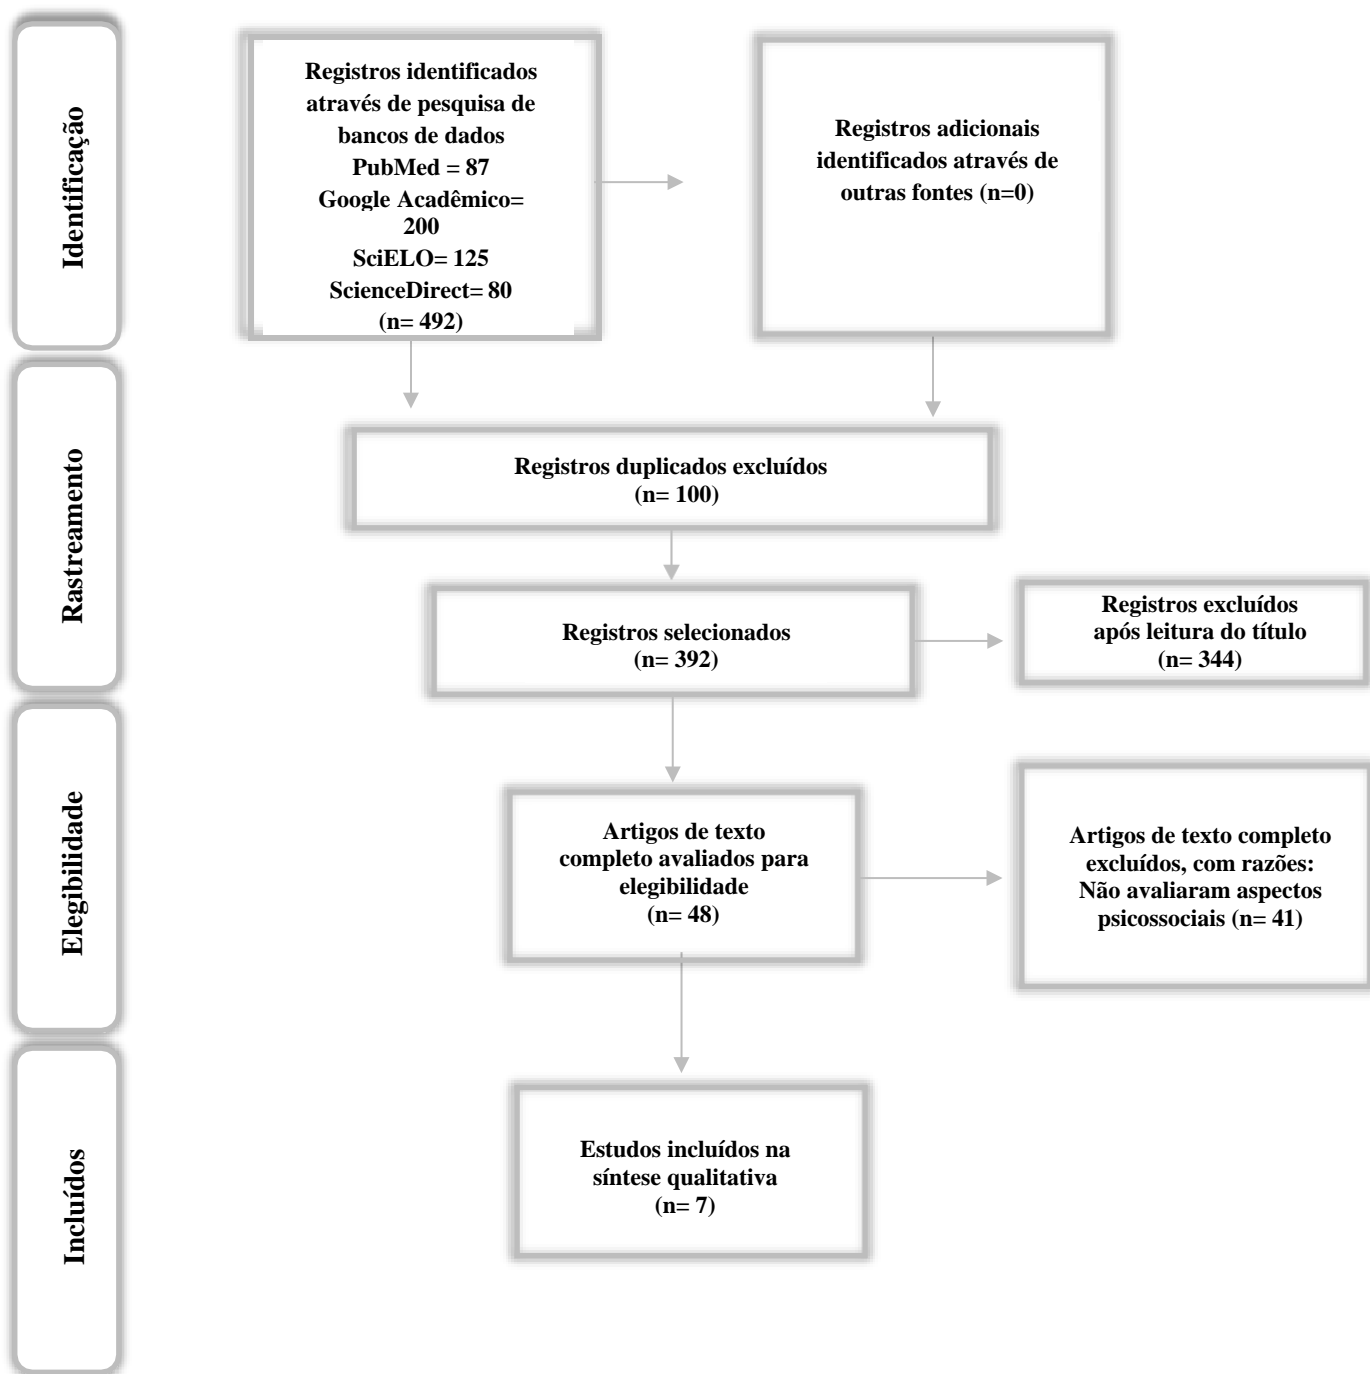 Identificação
Registros identificados
através de pesquisa de
bancos de dados
PubMed = 87
Google Acadêmico=
200
SciELO= 125
ScienceDirect= 80
(n= 492)
Registros adicionais
identificados através de
outras fontes (n=0)
Rastreamento
Registros duplicados excluídos
(n= 100)
Registros selecionados
(n= 392)
Registros excluídos
após leitura do título
(n= 344)
Elegibilidade
Artigos de texto
completo avaliados para
elegibilidade
(n= 48)
Artigos de texto completo
excluídos, com razões:
Não avaliaram aspectos
psicossociais (n= 41)
Incluídos
Estudos incluídos na
síntese qualitativa
(n= 7)